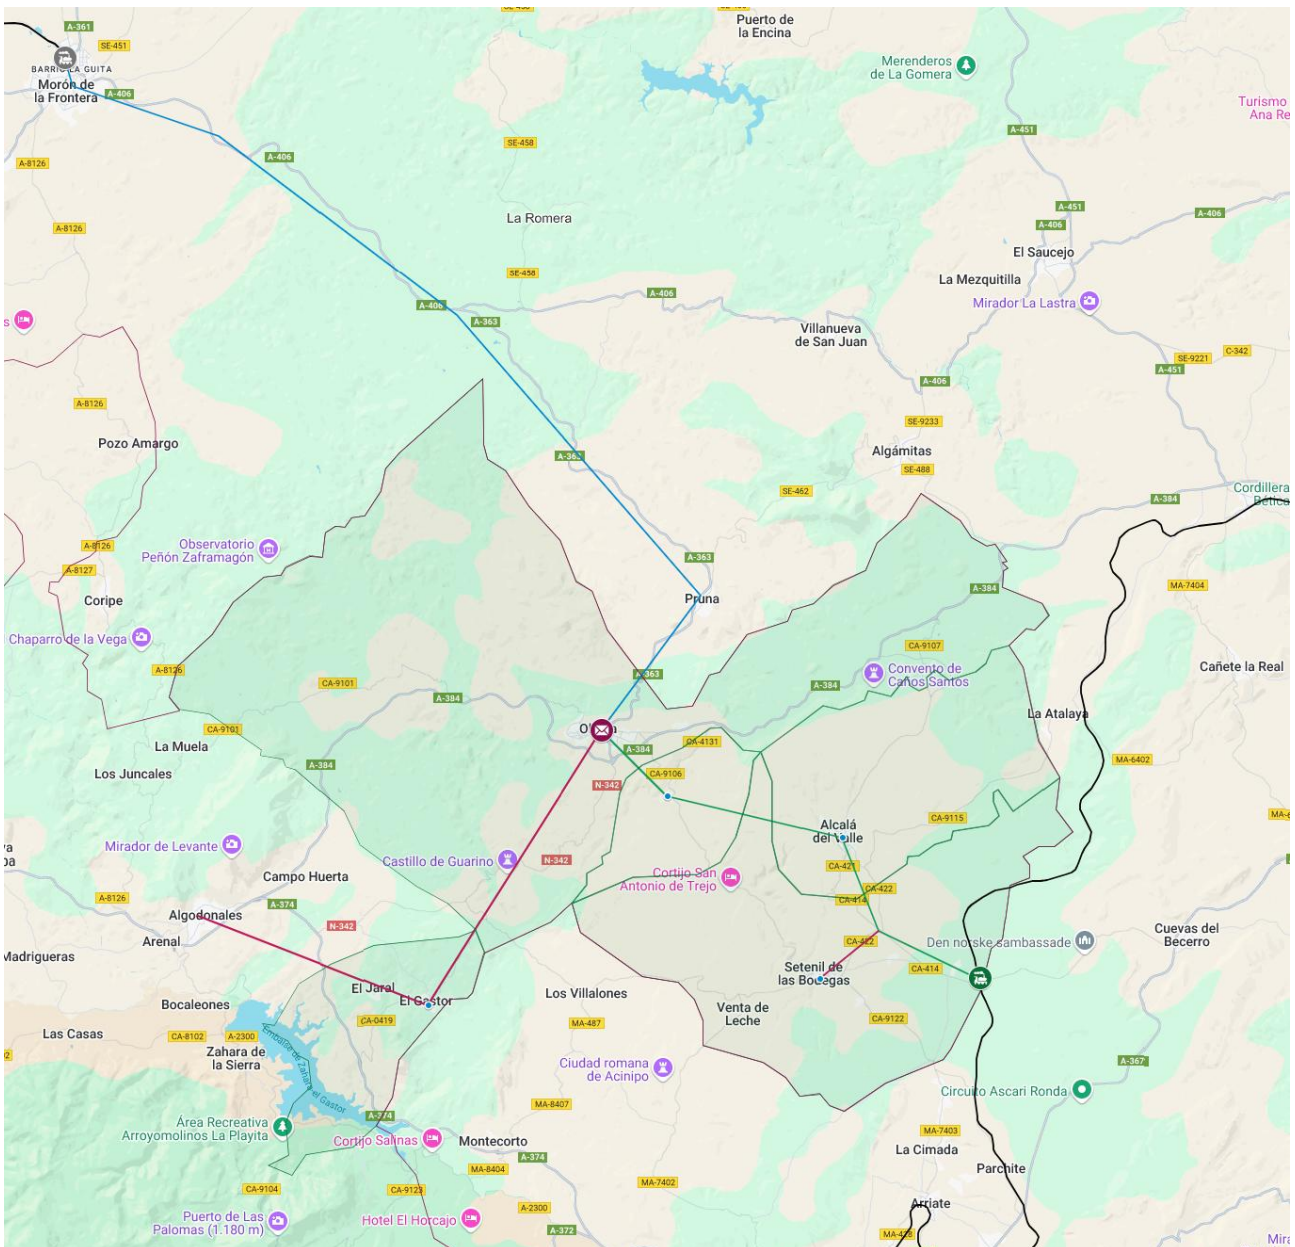 A-361
SE-451
BARRIO LA GUITA
Morón de
la Frontera
A-406
A-8126
A-406
SE-458
Puerto de
la Encina
Merenderos
de La Gomera
A-451
Turismo
Ana Re
A-8126
La Romera
A-451
A-406
A-406
El Saucejo
SE-458
La Mezquitilla
A-406
A-406
A-363
Mirador La Lastra
s
Villanueva
de San Juan
SE-9221
C-342
A-451
A-406
A-8126
SE-9233
Pozo Amargo
Algámitas
A-363
SE-488
SE-462
Cordillera
Bética
A-384
A-8126
Observatorio
Peñón Zaframagón
A-363
A-8127
A-384
MA-7404
Coripe
Pruna
Chaparro de la Vega
CA-9107
A-8126
A-363
Convento de
Caños Santos
Cañete la Real
CA-9101
A-384
A-384
La Atalaya
CA-9101
La Muela
A-384
CA-4131
MA-6402
Los Juncales
A-384
CA-9106
N-342
Alcalá
del Valle
CA-9115
Mirador de Levante
Castillo de Guarino
N-342
CA-421
Campo Huerta
Cortijo San
Antonio de Trejo
CA-422
CA-414
A-8126
A-374
Algodonales
N-342
Arenal
CA-422
Den norske sambassade
Cuevas del
Becerro
Madrigueras
Setenil de
las Bodegas
CA-414
El Jaral
El Gastor
Los Villalones
Bocaleones
Venta de
Leche
CA-0419
CA-9122
Las Casas
CA-8102
A-2300
MA-487
Zahara de
la Sierra
Embalse de Zahara-el Gastor
Ciudad romana
de Acinipo
A-367
Circuito Ascari Ronda
MA-8407
Área Recreativa
Arroyomolinos La Playita
A-374
Cortijo Salinas
Montecorto
MA-7403
La Cimada
A-374
MA-8404
Parchite
CA-9104
CA-9123
MA-7402
A-2300
Arriate
Puerto de Las
Palomas (1.180 m)
Hotel El Horcajo
A-372
MA-428
Mira